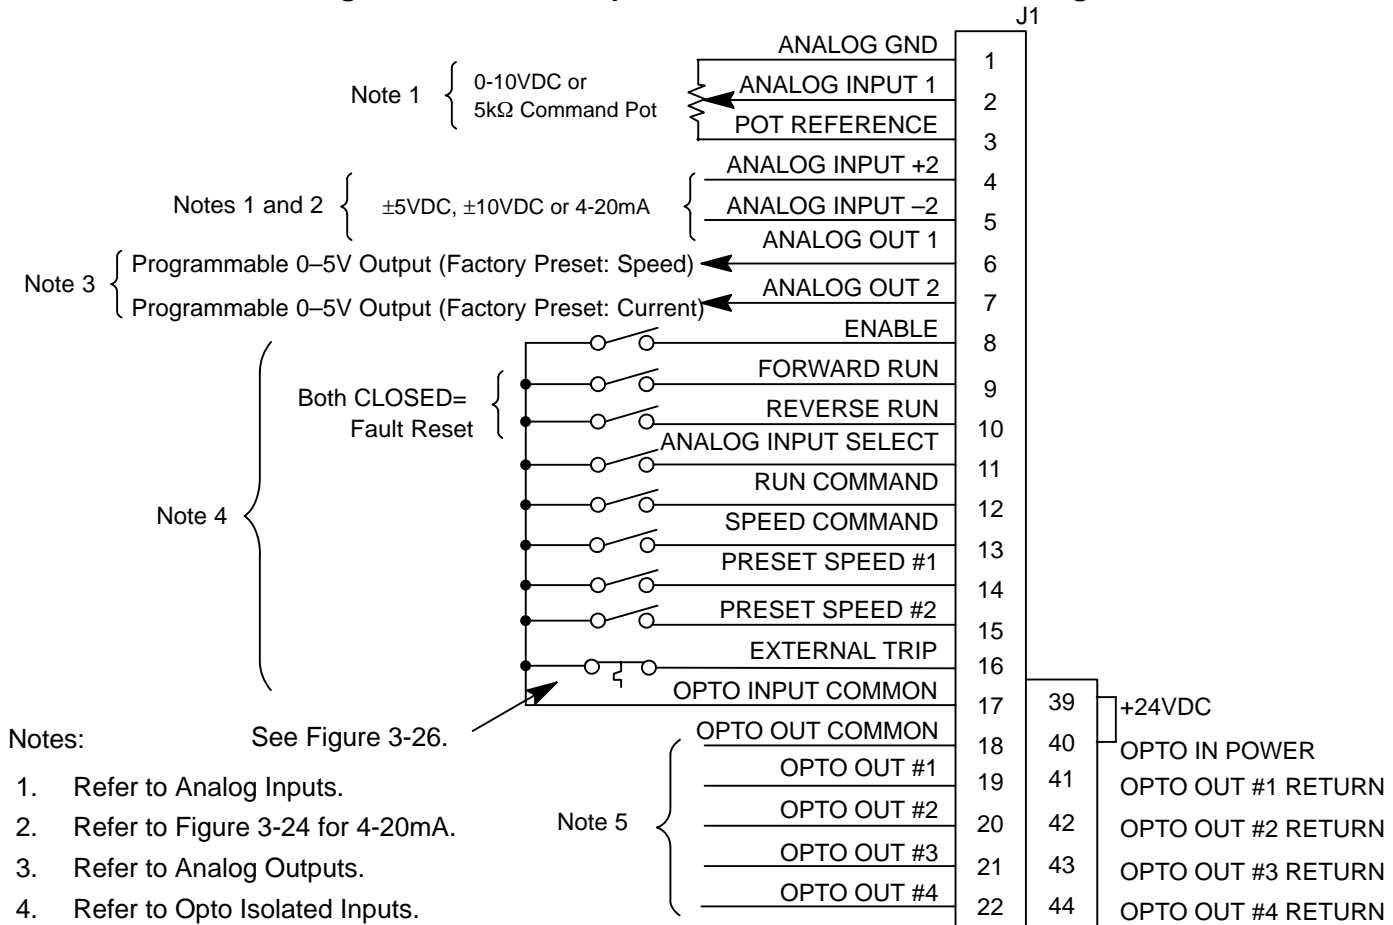 J1
ANALOG GND
1
Note 1
0-10VDC or
5kΩ Command Pot
ANALOG INPUT 1
2
POT REFERENCE
3
ANALOG INPUT +2
4
Notes 1 and 2
±5VDC, ±10VDC or 4-20mA
ANALOG INPUT –2
5
ANALOG OUT 1
6
Note 3
Programmable 0–5V Output (Factory Preset: Speed)
ANALOG OUT 2
7
Programmable 0–5V Output (Factory Preset: Current)
ENABLE
8
FORWARD RUN
9
Both CLOSED=
Fault Reset
REVERSE RUN
10
ANALOG INPUT SELECT
11
RUN COMMAND
12
Note 4
SPEED COMMAND
13
PRESET SPEED #1
14
PRESET SPEED #2
15
EXTERNAL TRIP
16
OPTO INPUT COMMON
17
39
+24VDC
See Figure 3-26.
OPTO OUT COMMON
18
40
OPTO IN POWER
OPTO OUT #1
19
41
OPTO OUT #1 RETURN
Note 5
OPTO OUT #2
20
42
OPTO OUT #2 RETURN
OPTO OUT #3
21
43
OPTO OUT #3 RETURN
OPTO OUT #4
22
44
OPTO OUT #4 RETURN
Notes:
1. Refer to Analog Inputs.
2. Refer to Figure 3-24 for 4-20mA.
3. Refer to Analog Outputs.
4. Refer to Opto Isolated Inputs.